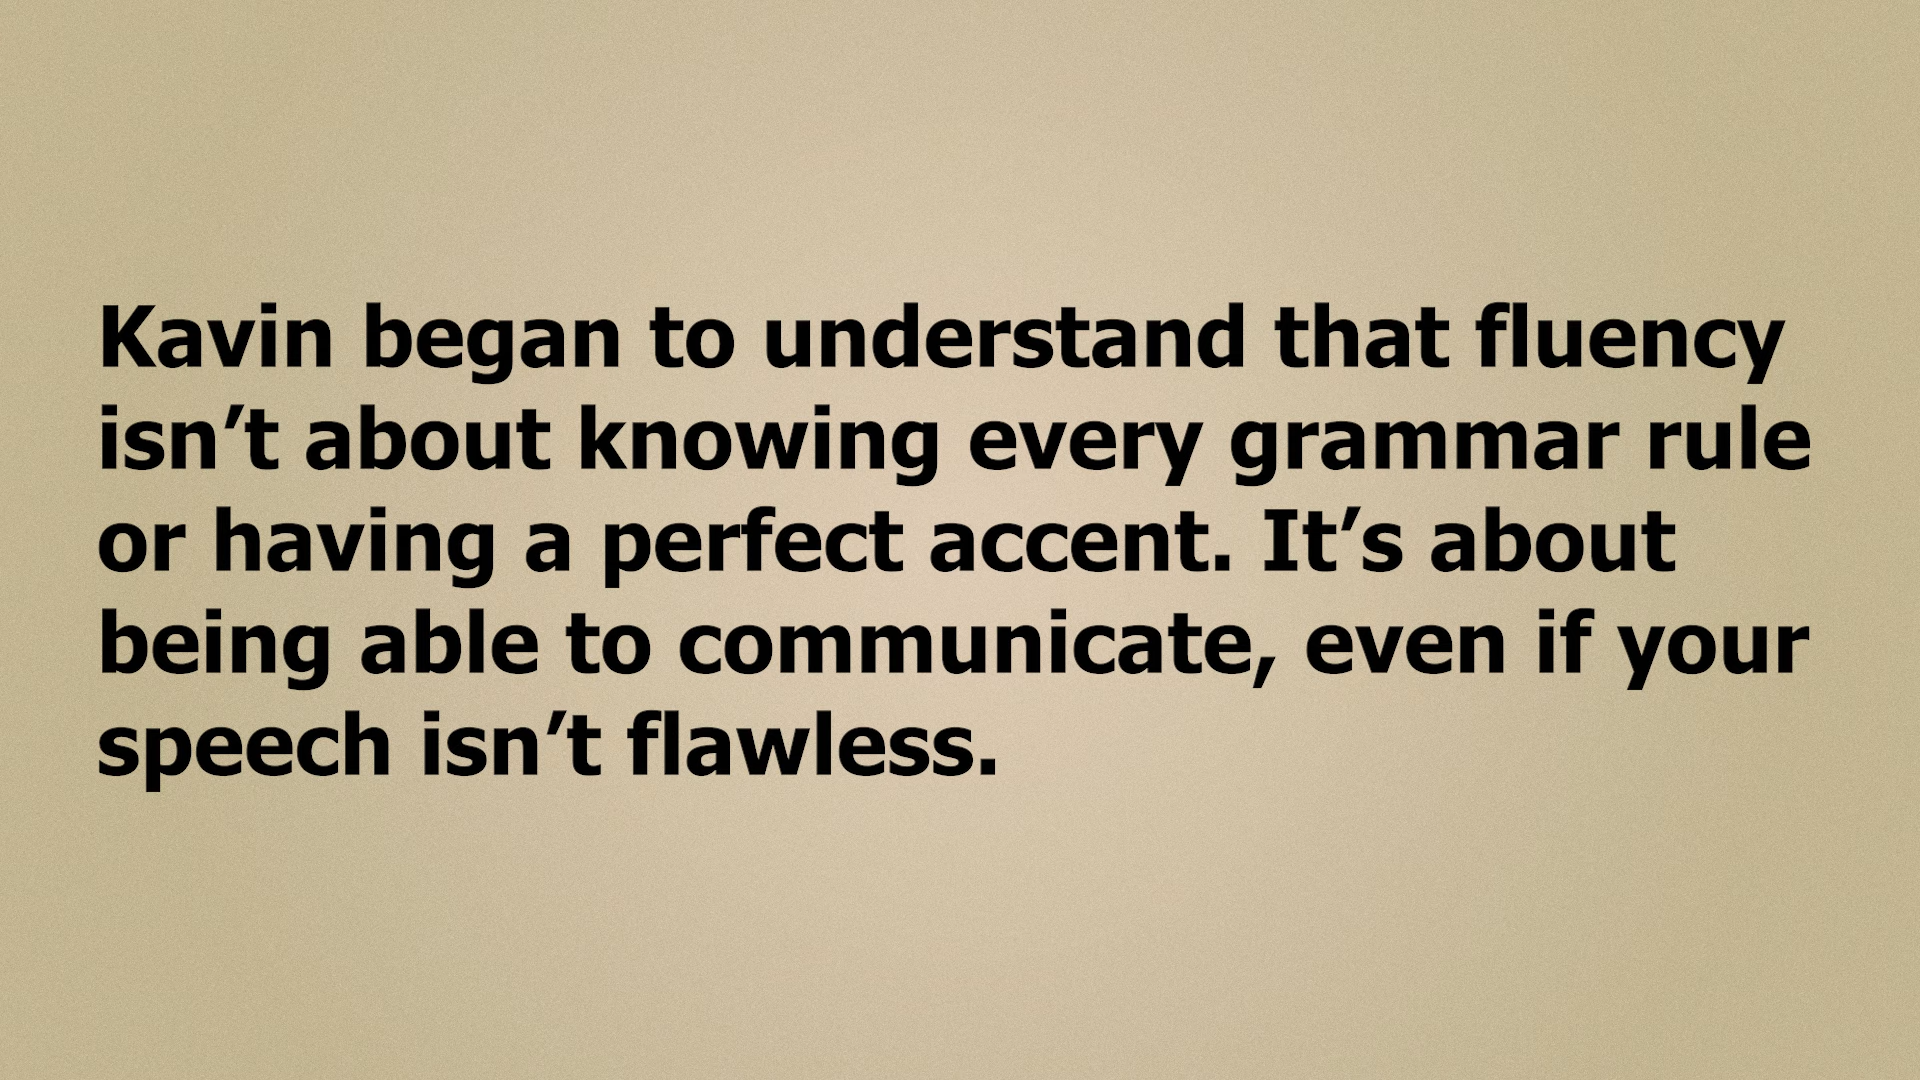 Kavin began to understand that fluency
isn’t about knowing every grammar rule
or having a perfect accent. It’s about
being able to communicate, even if your
speech isn’t flawless.